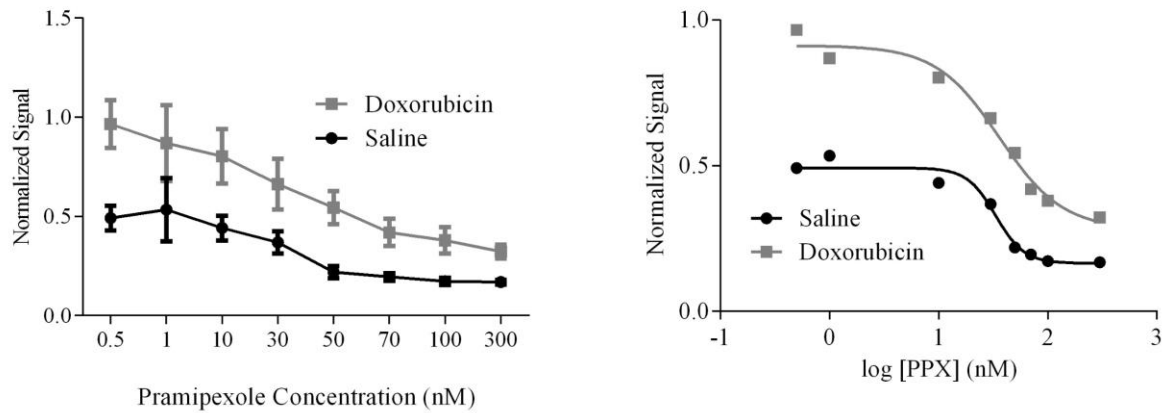 1.5
1.0
0.5
0.0
Normalized Signal
Doxorubicin
Saline
0.5 1 10 30 50 70 100 300
Pramipexole Concentration (nM)
1.0
0.5
0.0
Normalized Signal
Saline
Doxorubicin
-1 0 1 2 3
log [PPX] (nM)